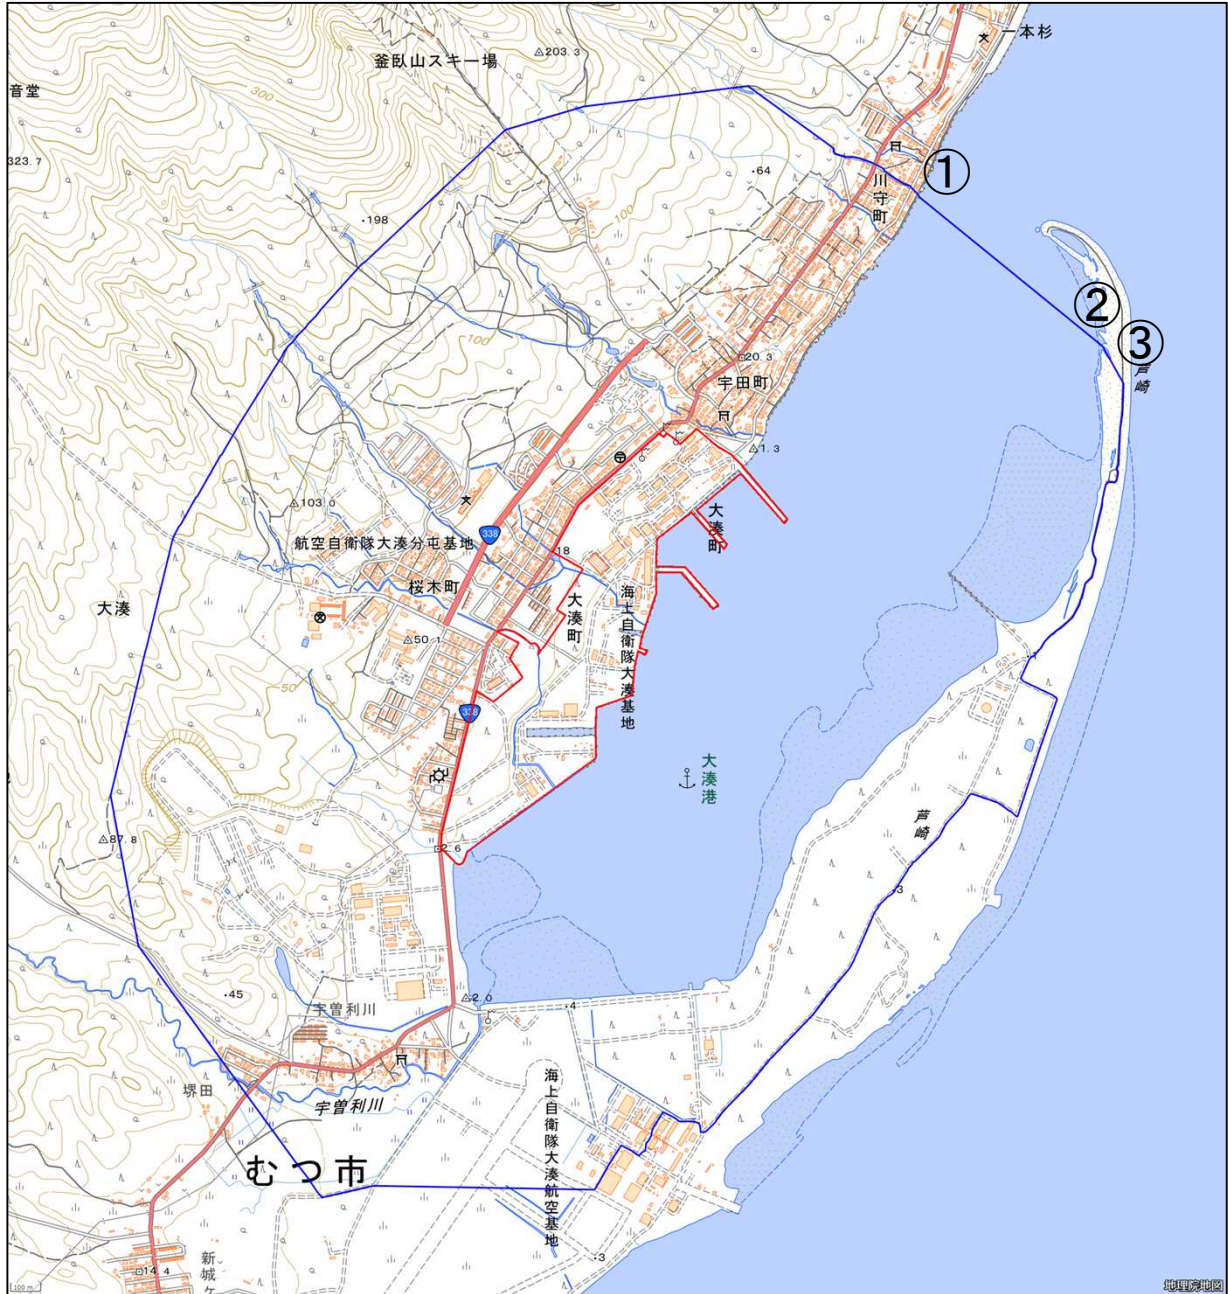 一本杉
釜臥山スキー場
203.3
音堂
300
323.7
①
64
川守町
198
100
②
③
芦崎
100
20.3
宇田町
1.3
103.0
大湊町
338
航空自衛隊大湊分屯基地
18
桜木町
大湊町
海上自衛隊大湊基地
大湊
50.1
50
338
大湊港
芦崎
87.8
2.6
3
45
2.0
4
宇曽利川
堺田
宇曽利川
海上自衛隊大湊航空基地
むつ市
新城ケ
3
14.4
100m
地理院地図